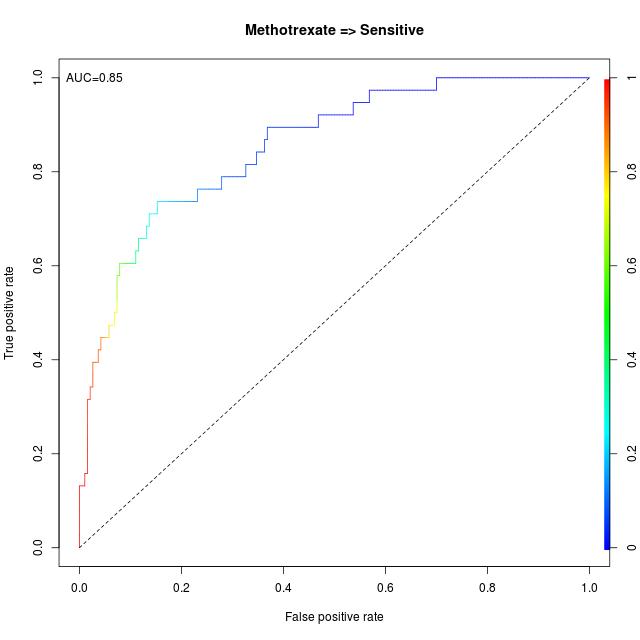 Methotrexate => Sensitive
AUC=0.85
True positive rate
1.0
0.8
0.6
0.4
0.2
0.0
0.0 0.2 0.4 0.6 0.8 1.0
False positive rate
1
0.8
0.6
0.4
0.2
0